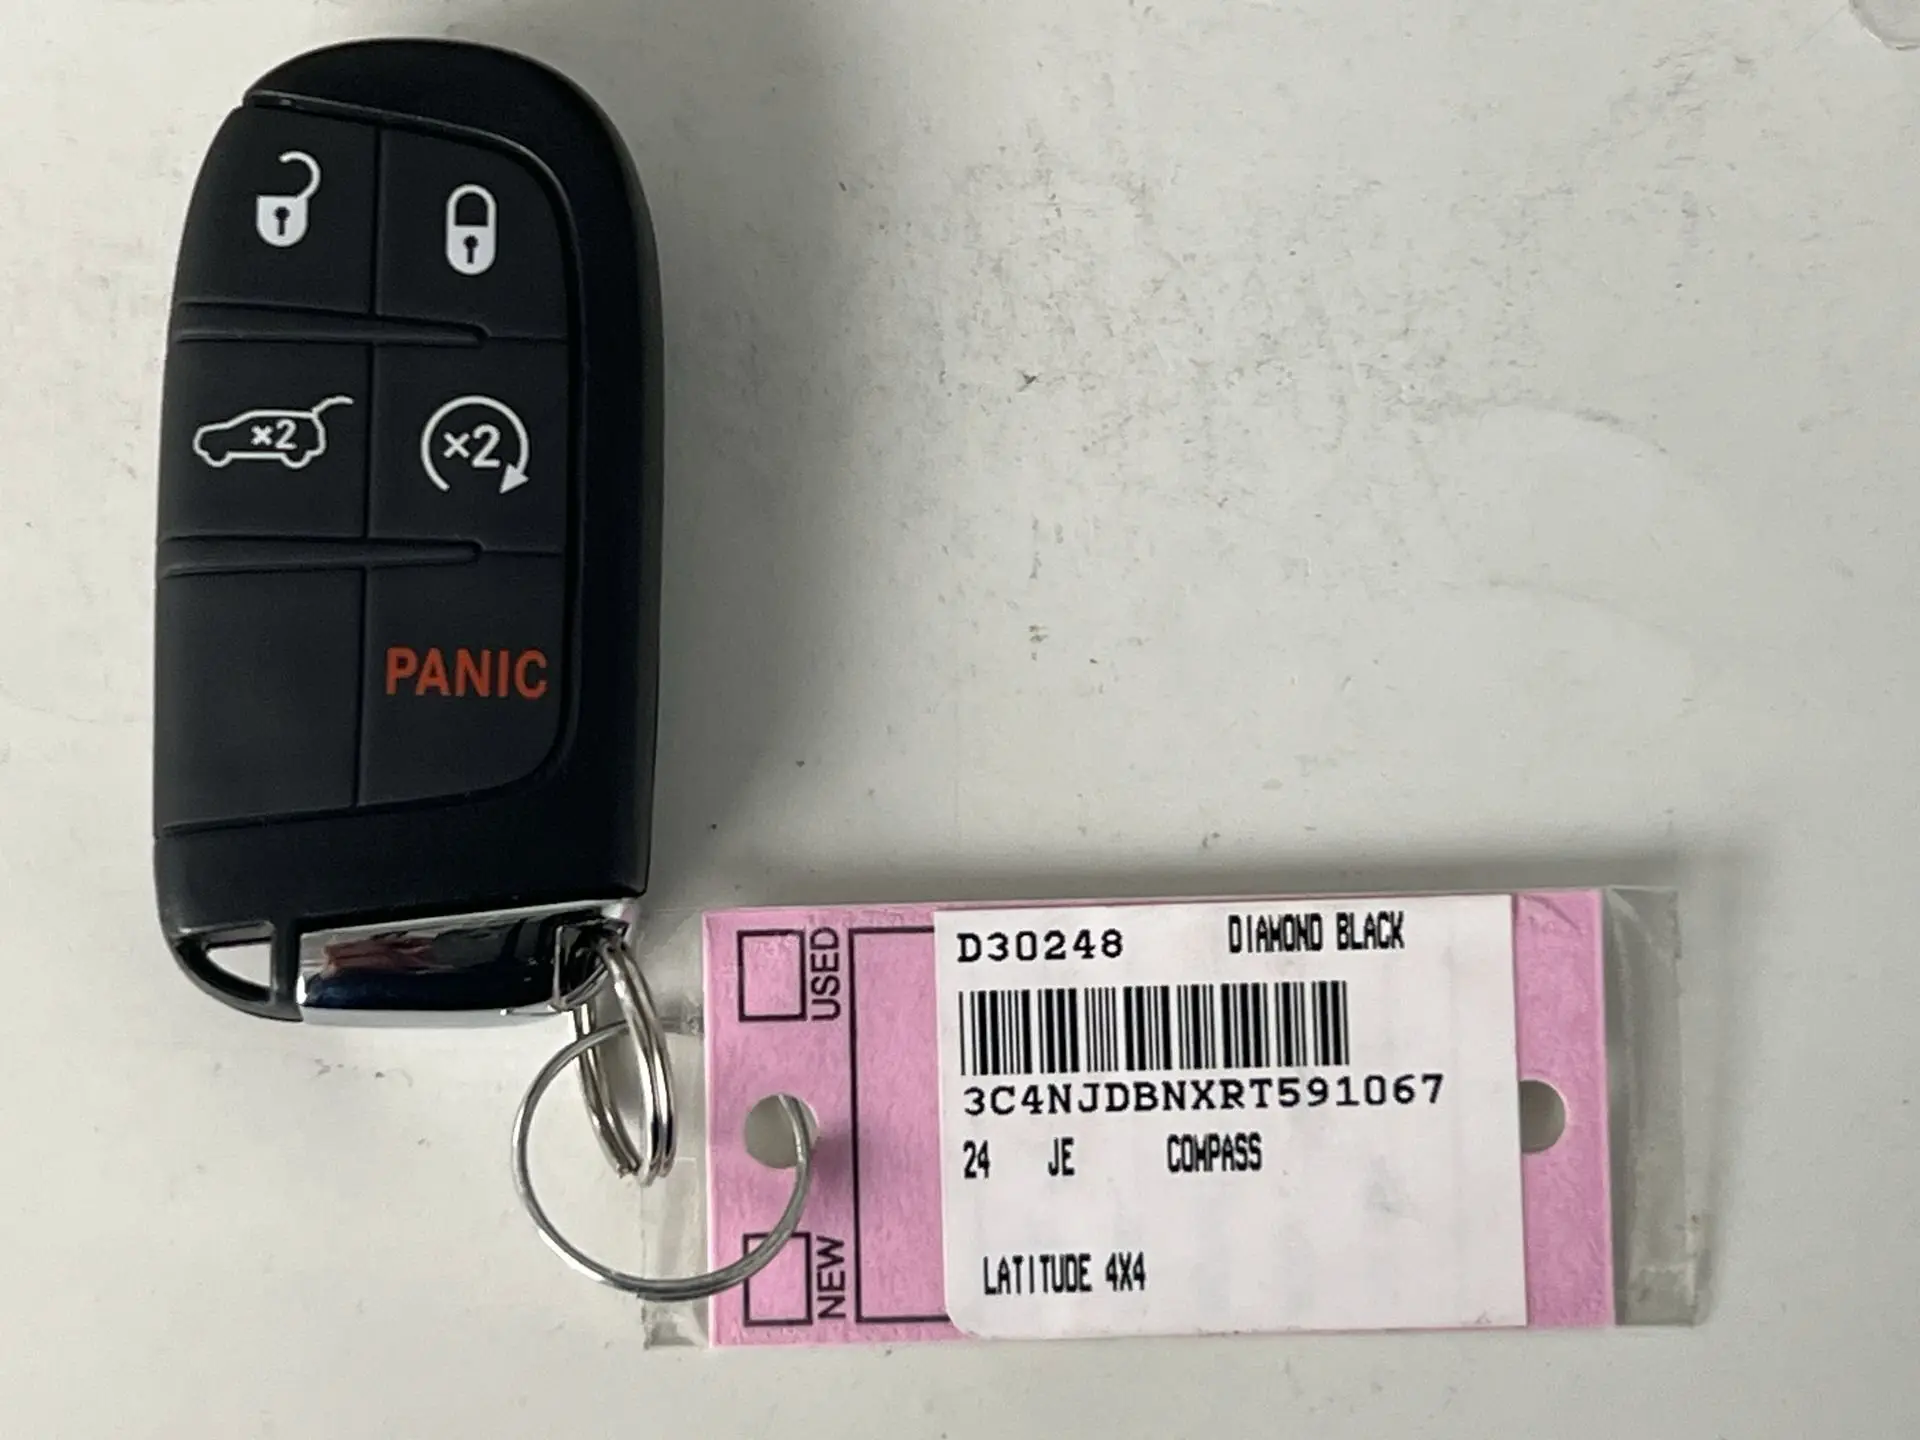 ×2
×2
PANIC
USED
NEW
D30248 DIAMOND BLACK
3C4NJDBNXRT591067
24 JE COMPASS
LATITUDE 4X4